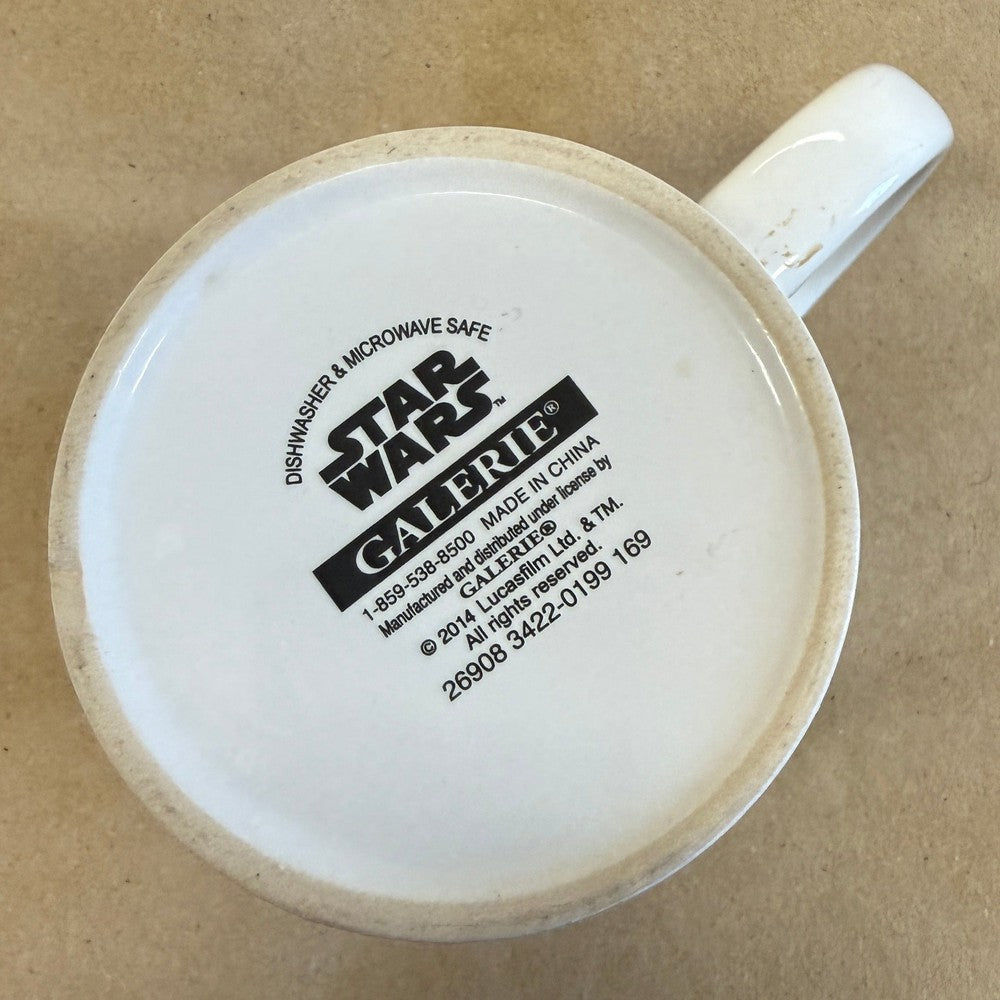 DISHWASHER & MICROWAVE SAFE
STAR
WARS™
GALERIE®
1-859-538-8500 MADE IN CHINA
Manufactured and distributed under license by
GALERIE®
© 2014 Lucasfilm Ltd. & TM.
All rights reserved.
26908 3422-0199 169